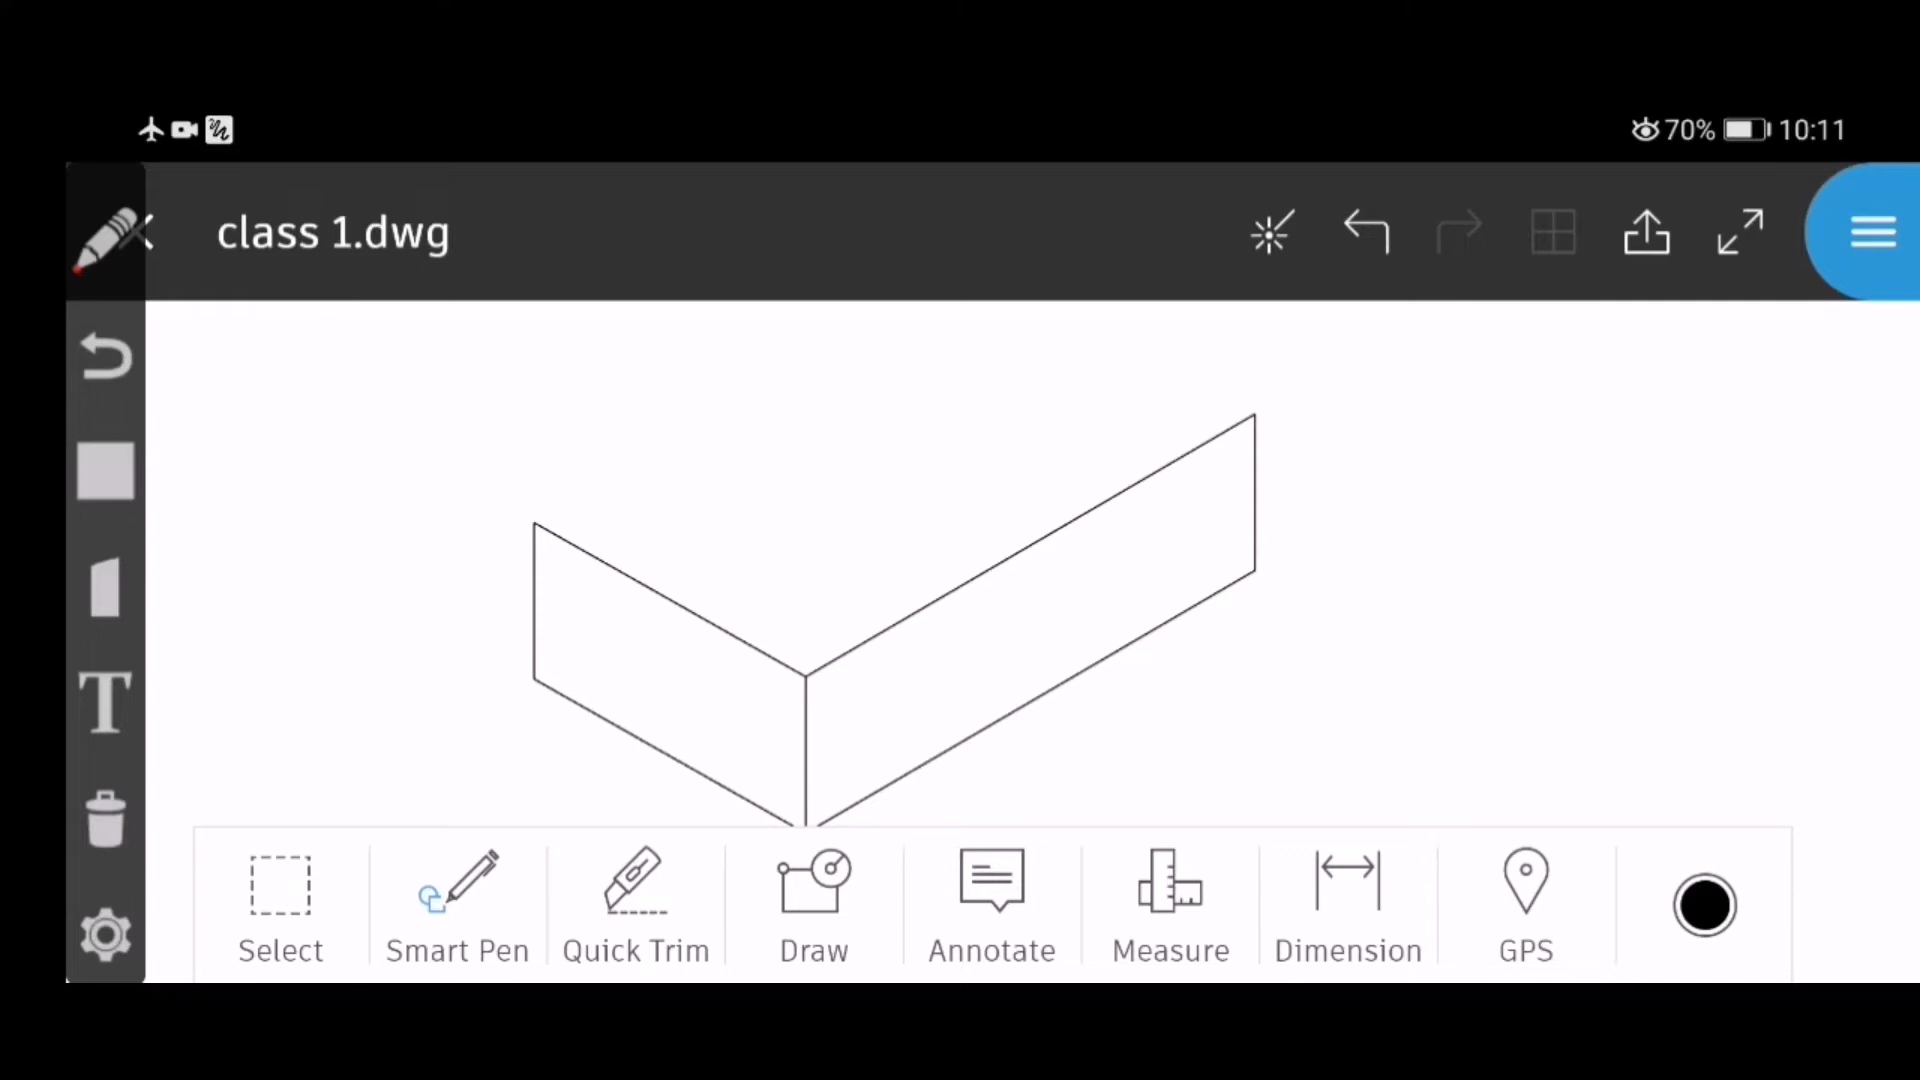 70% 10:11
class 1.dwg
T
Select Smart Pen Quick Trim Draw Annotate Measure Dimension GPS